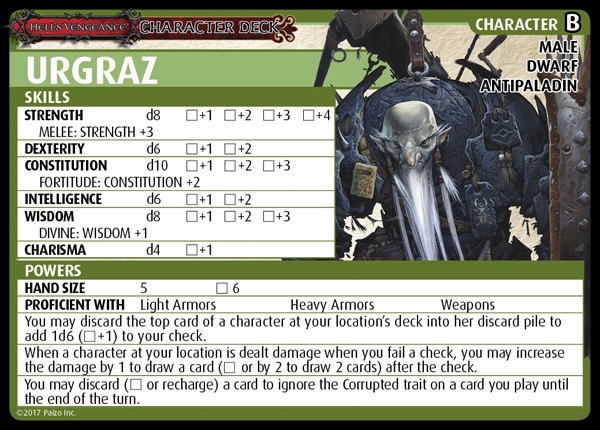 HELL'S VENGEANCE CHARACTER DECK
CHARACTER B
MALE
DWARF
ANTIPALADIN
URGRAZ
SKILLS
STRENGTH d8 □+1 □+2 □+3 □+4
MELEE: STRENGTH +3
DEXTERITY d6 □+1 □+2
CONSTITUTION d10 □+1 □+2 □+3
FORTITUDE: CONSTITUTION +2
INTELLIGENCE d6 □+1 □+2
WISDOM d8 □+1 □+2 □+3
DIVINE: WISDOM +1
CHARISMA d4 □+1
POWERS
HAND SIZE 5 □ 6
PROFICIENT WITH Light Armors Heavy Armors Weapons
You may discard the top card of a character at your location's deck into her discard pile to
add 1d6 (□+1) to your check.
When a character at your location is dealt damage when you fail a check, you may increase
the damage by 1 to draw a card (□ or by 2 to draw 2 cards) after the check.
You may discard (□ or recharge) a card to ignore the Corrupted trait on a card you play until
the end of the turn.
©2017 Paizo Inc.